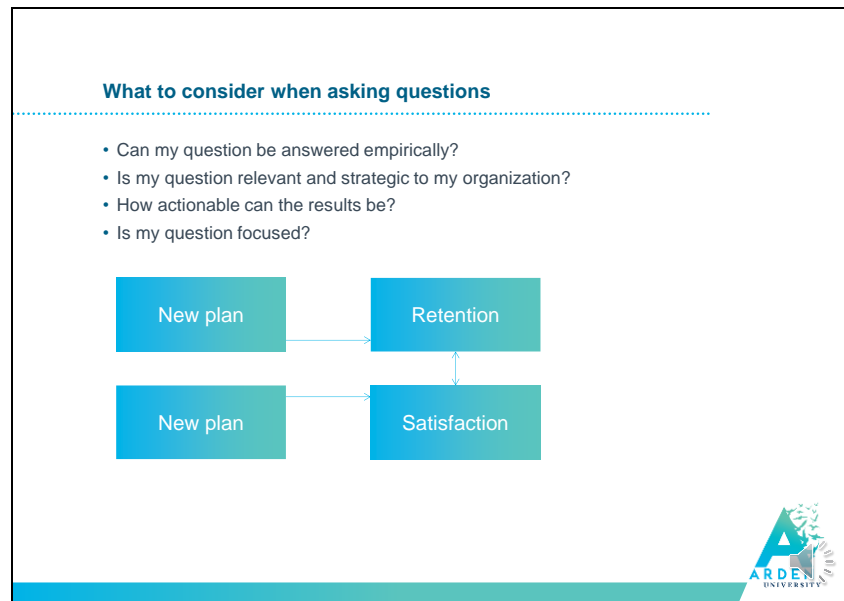 What to consider when asking questions
• Can my question be answered empirically?
• Is my question relevant and strategic to my organization?
• How actionable can the results be?
• Is my question focused?
New plan
Retention
New plan
Satisfaction
UNIVERSITY